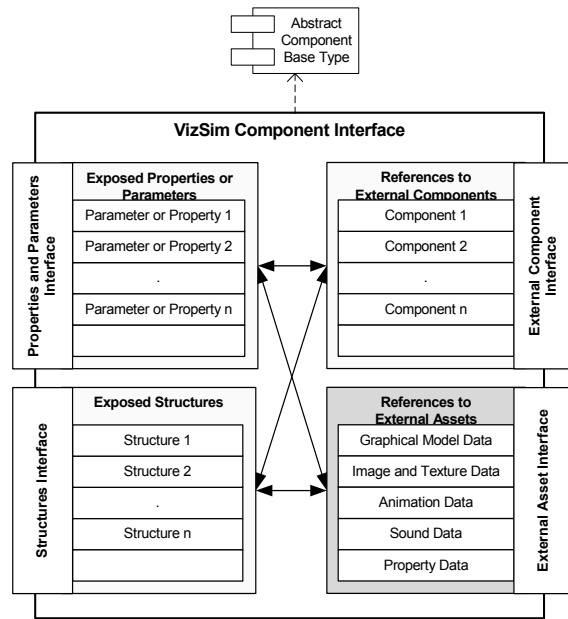 Abstract
Component
Base Type
VizSim Component Interface
Properties and Parameters
Interface
Exposed Properties or
Parameters
Parameter or Property 1
Parameter or Property 2
.
Parameter or Property n
References to
External Components
Component 1
Component 2
.
Component n
External Component
Interface
Structures Interface
Exposed Structures
Structure 1
Structure 2
.
Structure n
References to
External Assets
Graphical Model Data
Image and Texture Data
Animation Data
Sound Data
Property Data
External Asset Interface